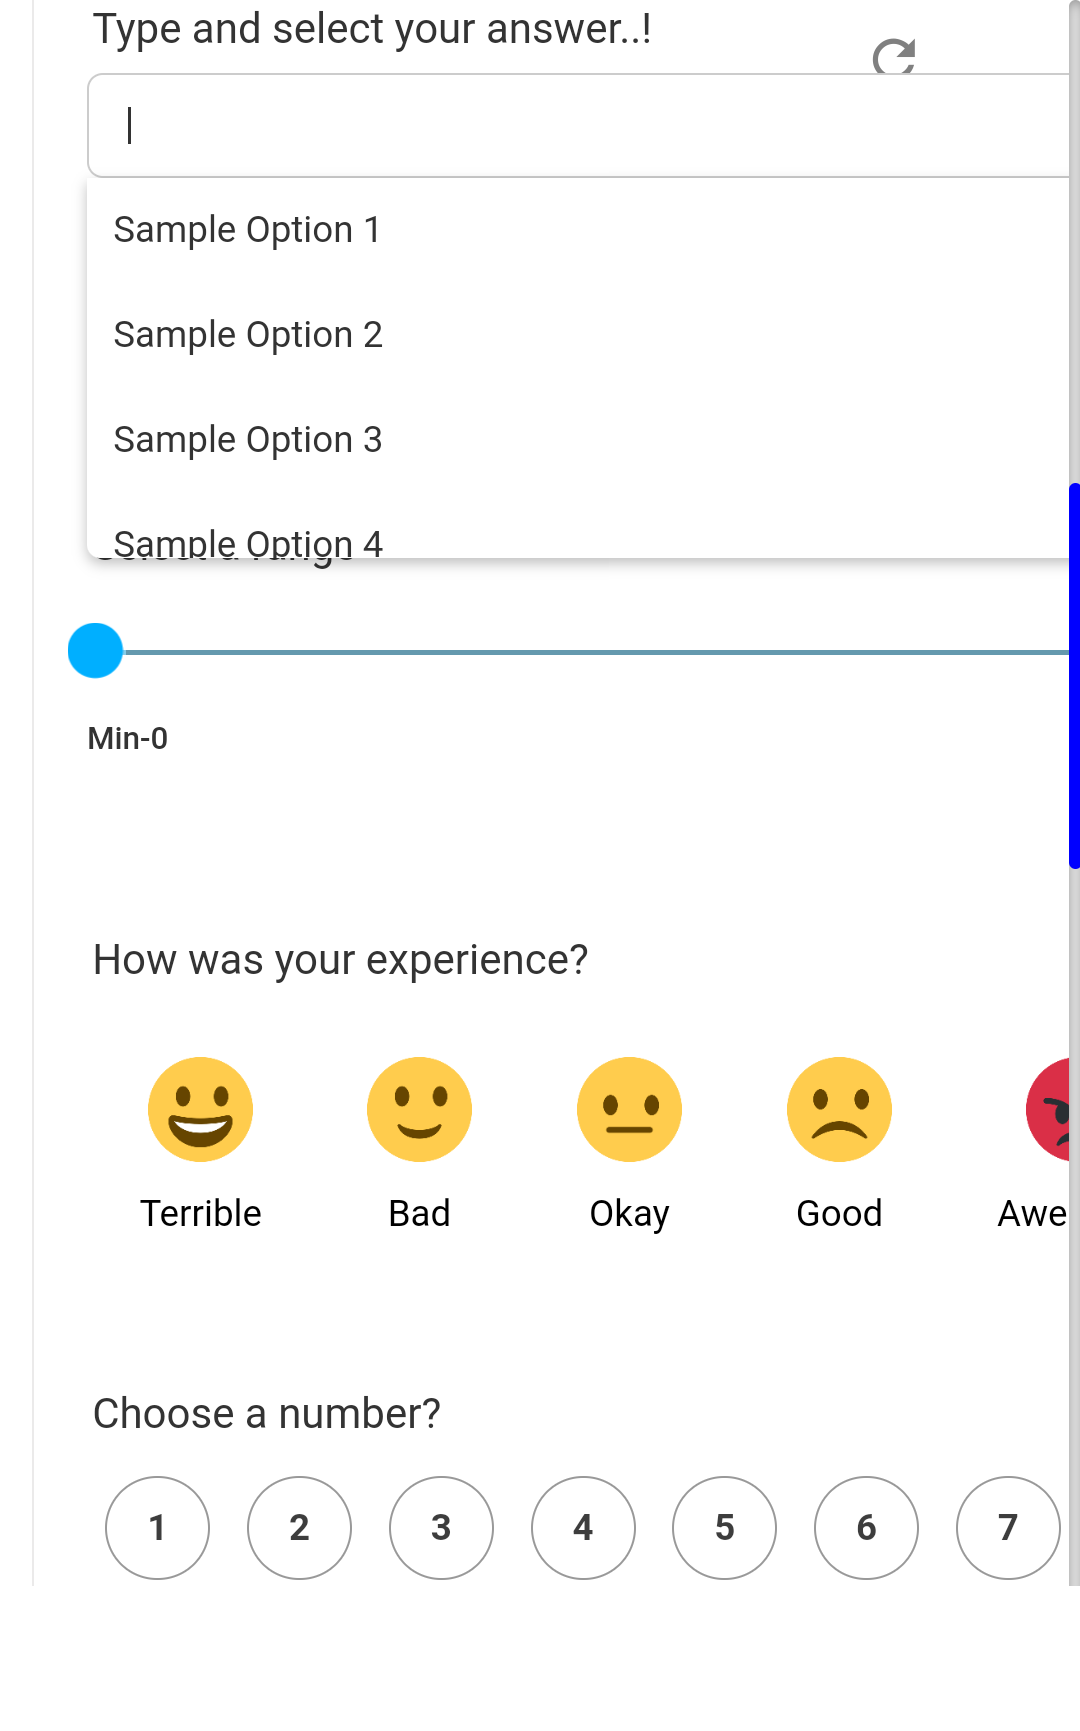 Type and select your answer..!
Sample Option 1
Sample Option 2
Sample Option 3
Sample Option 4
Min-0
How was your experience?
Terrible Bad Okay Good Awe
Choose a number?
1 2 3 4 5 6 7